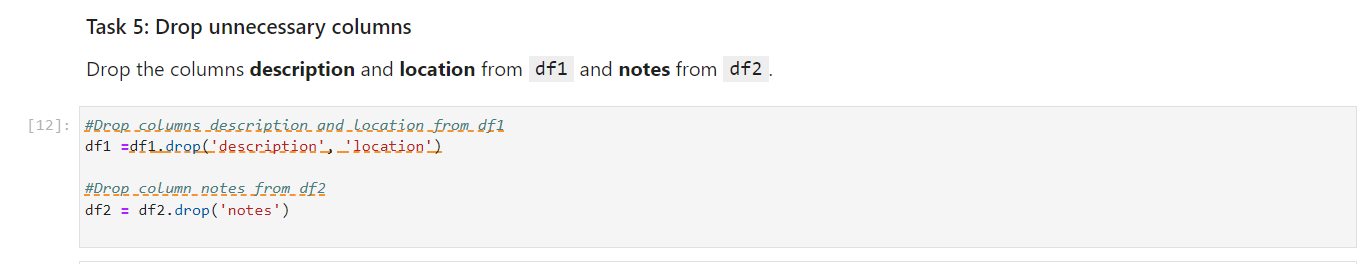 Task 5: Drop unnecessary columns
Drop the columns description and location from df1 and notes from df2.
[12]: #Drop columns description and location from df1
df1 =df1.drop('description', 'location')
#Drop column notes from df2
df2 = df2.drop('notes')